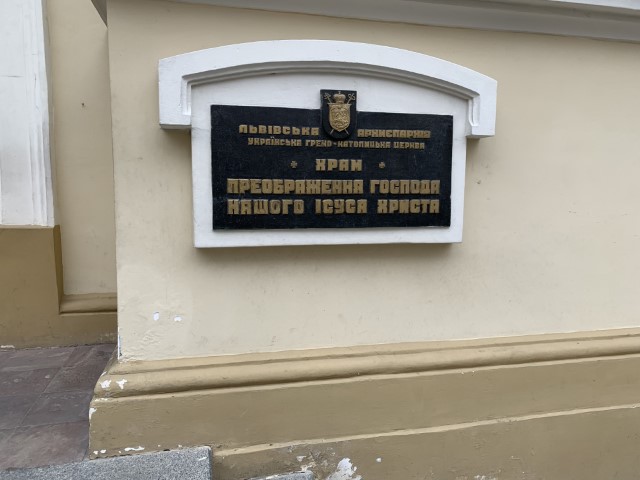 ЛЬВІВСЬКА АРХИЄПАРХІЯ
УКРАЇНСЬКА ГРЕКО-КАТОЛИЦЬКА ЦЕРКВА
ХРАМ
ПРЕОБРАЖЕННЯ ГОСПОДА
НАШОГО ІСУСА ХРИСТА